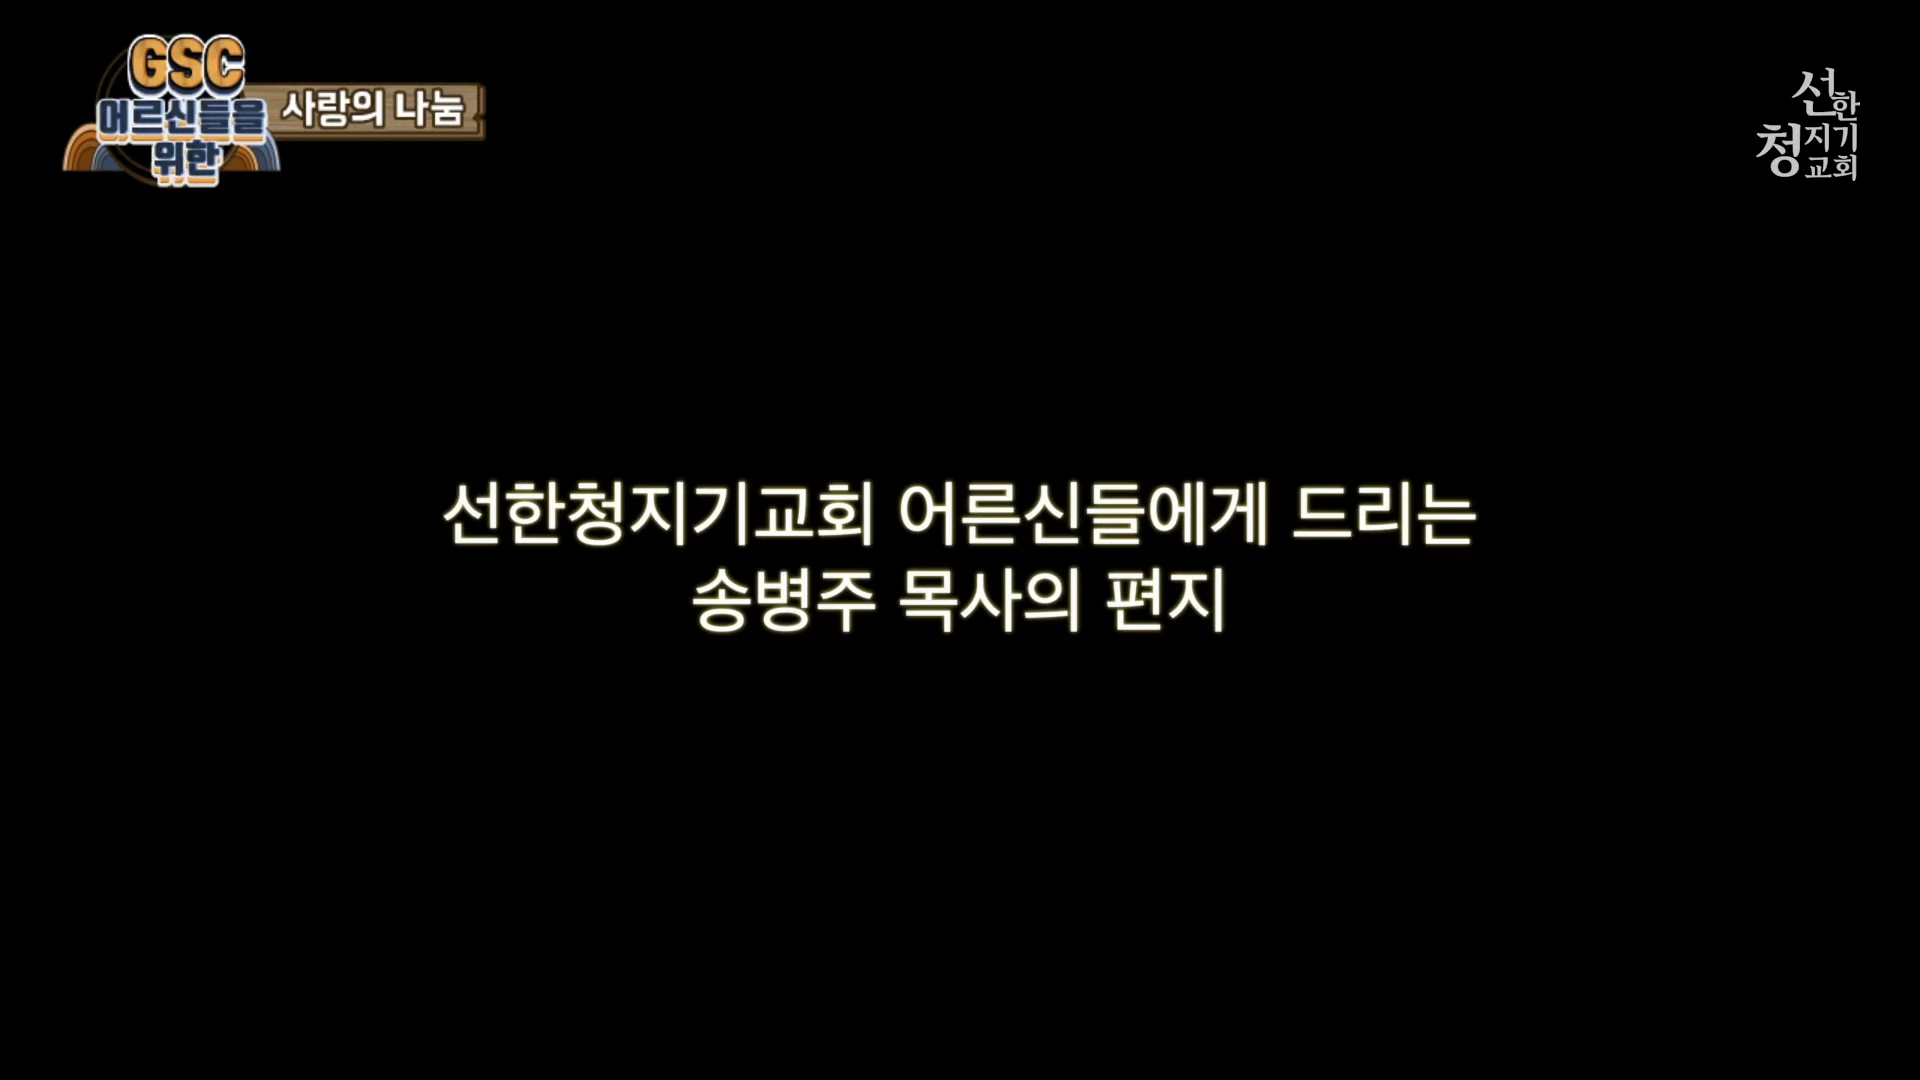 GSC
어르신들을
위한
사랑의 나눔
선한
청지기
교회
선한청지기교회 어른신들에게 드리는
송병주 목사의 편지